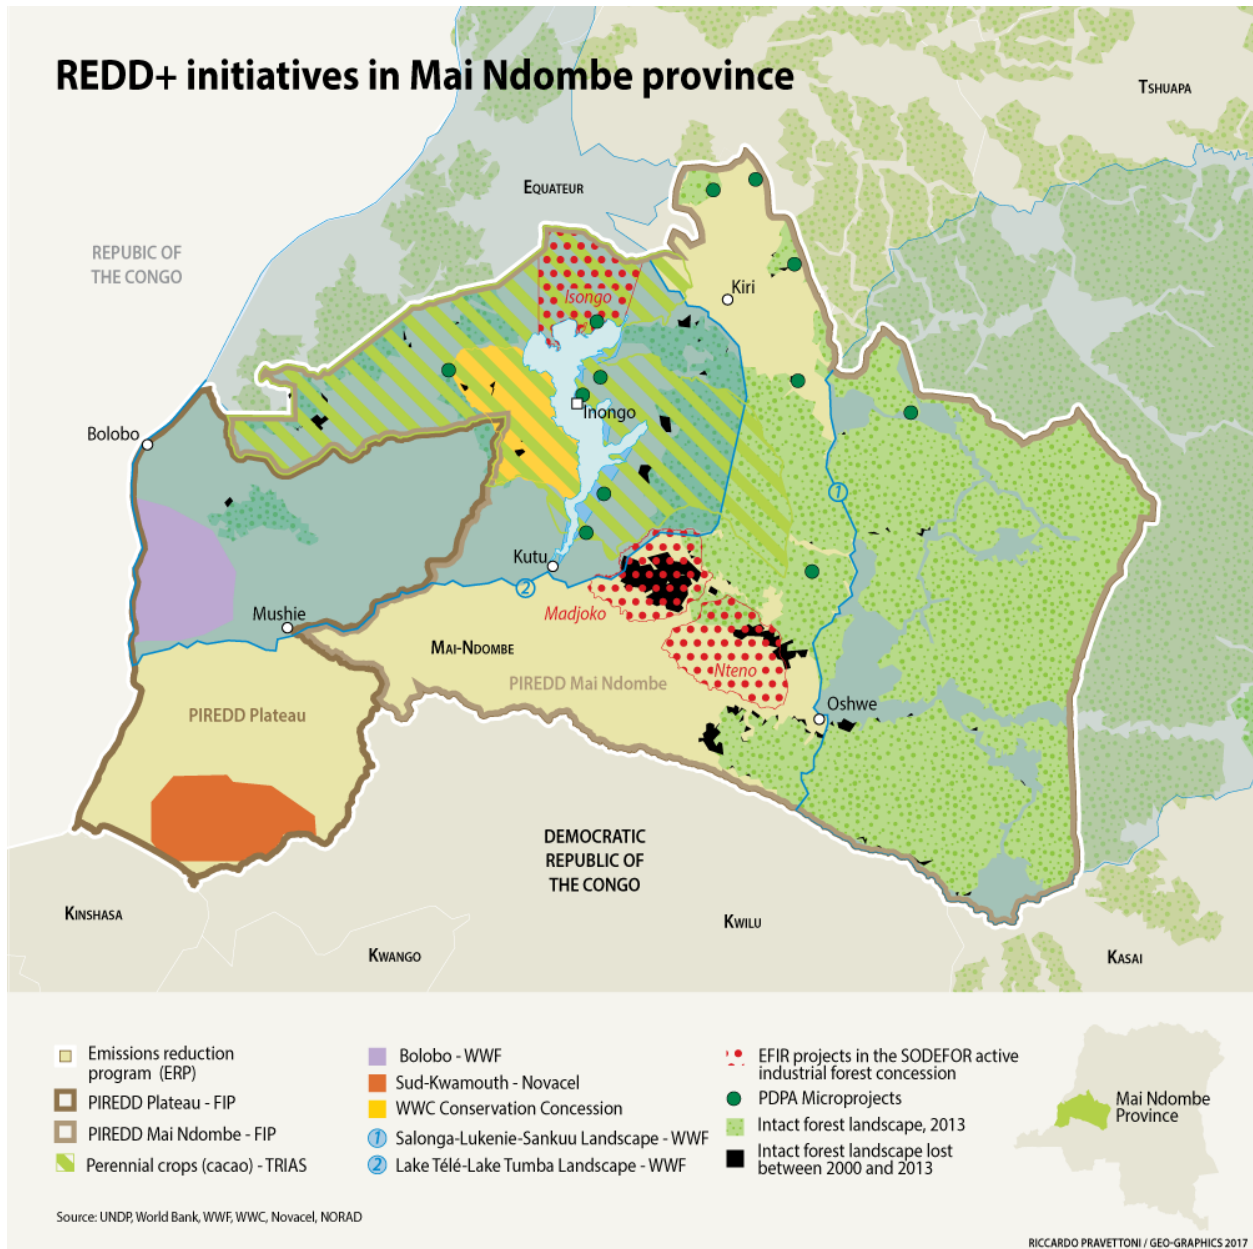 REDD+ initiatives in Mai Ndombe province
TSHUAPA
EQUATEUR
REPUBIC OF
THE CONGO
Isongo
Kiri
Inongo
Bolobo
1
Kutu
2
Madjoko
Mushie
MAI-NDOMBE
Nteno
PIREDD Mai Ndombe
Oshwe
PIREDD Plateau
DEMOCRATIC
REPUBLIC OF
THE CONGO
KINSHASA
KWILU
KWANGO
KASAI
Emissions reduction
program (ERP)
PIREDD Plateau - FIP
PIREDD Mai Ndombe - FIP
Perennial crops (cacao) - TRIAS
Bolobo - WWF
Sud-Kwamouth - Novacel
WWC Conservation Concession
1 Salonga-Lukenie-Sankuu Landscape - WWF
2 Lake Télé-Lake Tumba Landscape - WWF
EFIR projects in the SODEFOR active
industrial forest concession
PDPA Microprojects
Intact forest landscape, 2013
Intact forest landscape lost
between 2000 and 2013
Mai Ndombe
Province
Source: UNDP, World Bank, WWF, WWC, Novacel, NORAD
RICCARDO PRAVETTONI / GEO-GRAPHICS 2017